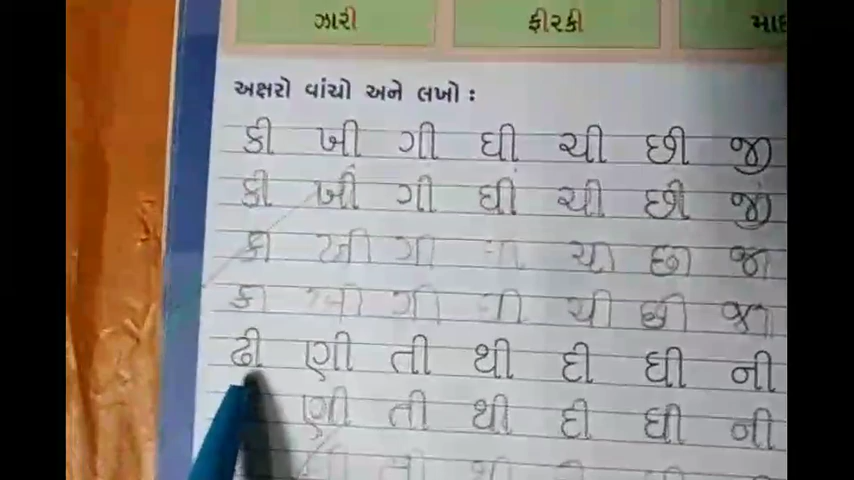 ઝારી ફીરકી
અક્ષરો વાંચો અને લખો :
કી ખી ગી ઘી ચી છી જી
કી ખી ગી ઘી ચી છી જી
કા ખી ગા ચા છા જા
કા ખી ગી ચી છી જા
ઢી ણી તી થી દી ધી ની
ણી તી થી દી ધી ની